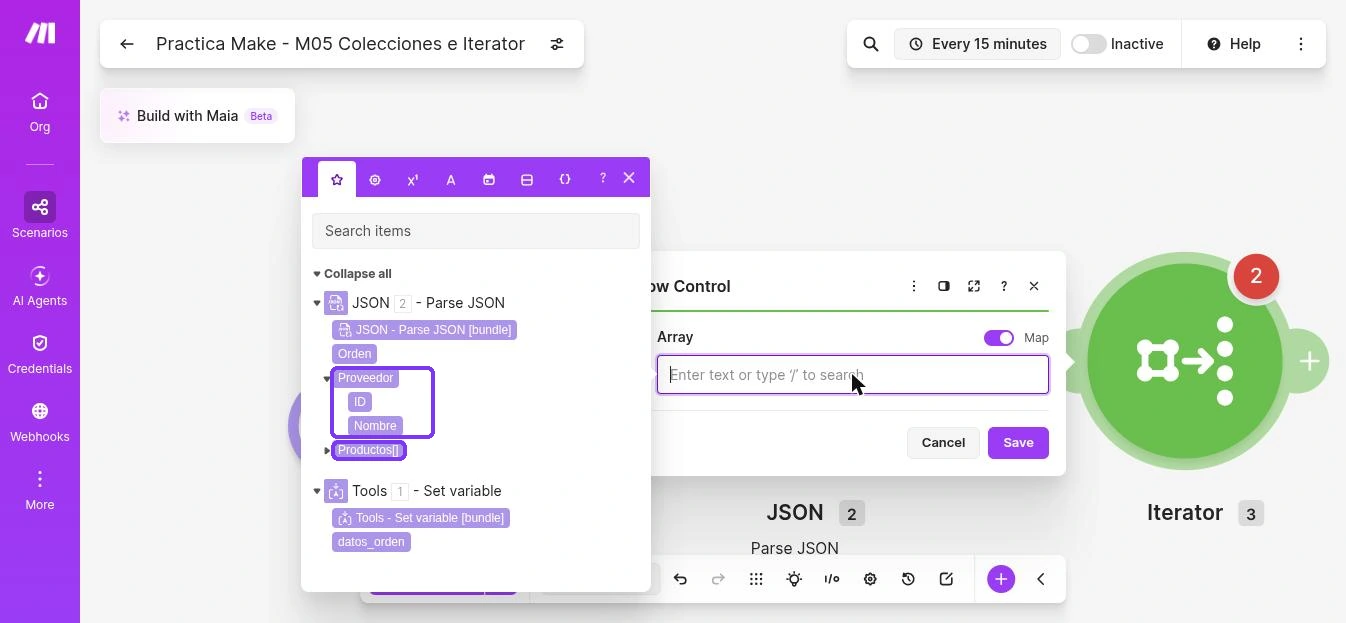 Practica Make - M05 Colecciones e Iterator
Every 15 minutes
Inactive
Help
Org
Build with Maia
Beta
Scenarios
AI Agents
Credentials
Webhooks
More
?
Search items
Collapse all
JSON 2 - Parse JSON
JSON - Parse JSON [bundle]
Orden
Proveedor
ID
Nombre
Productos[]
Tools 1 - Set variable
Tools - Set variable [bundle]
datos_orden
ow Control
?
Array
Map
Enter text or type '/' to search
Cancel
Save
2
JSON 2
Parse JSON
Iterator 3